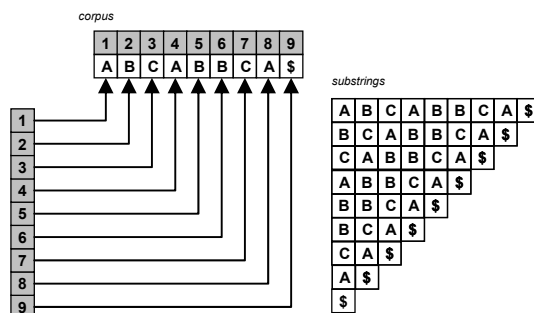 corpus
1 2 3 4 5 6 7 8 9
A B C A B B C A $
substrings
1
2
3
4
5
6
7
8
9
A B C A B B C A $
B C A B B C A $
C A B B C A $
A B B C A $
B B C A $
B C A $
C A $
A $
$